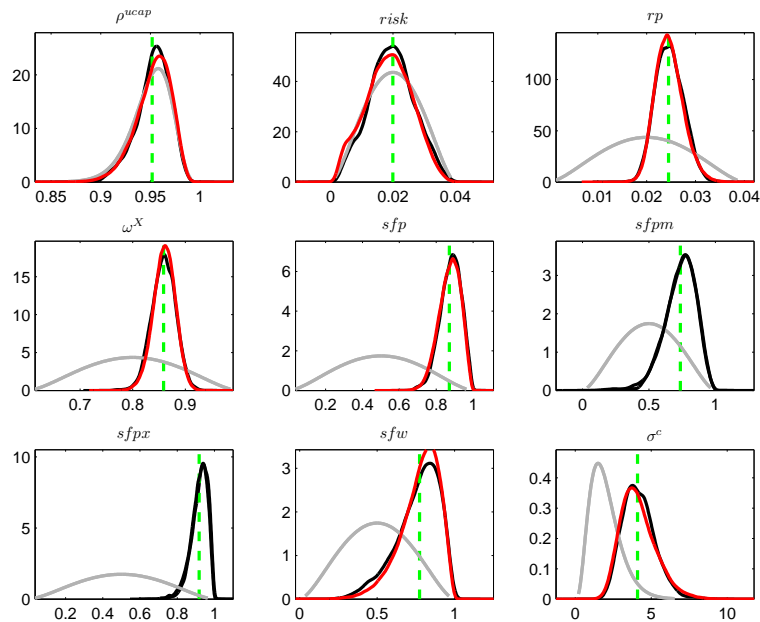 ρ^{ucap} risk rp
20 10 0
0.85 0.9 0.95 1
60 40 20 0
0 0.02 0.04
100 50 0
0.01 0.02 0.03 0.04
ω^X sfp sfpm
15 10 5 0
0.7 0.8 0.9
6 4 2 0
0.2 0.4 0.6 0.8 1
3 2 1 0
0 0.5 1
sfpx sfw σ^c
10 5 0
0.2 0.4 0.6 0.8 1
3 2 1 0
0 0.5 1
0.4 0.3 0.2 0.1 0
0 5 10